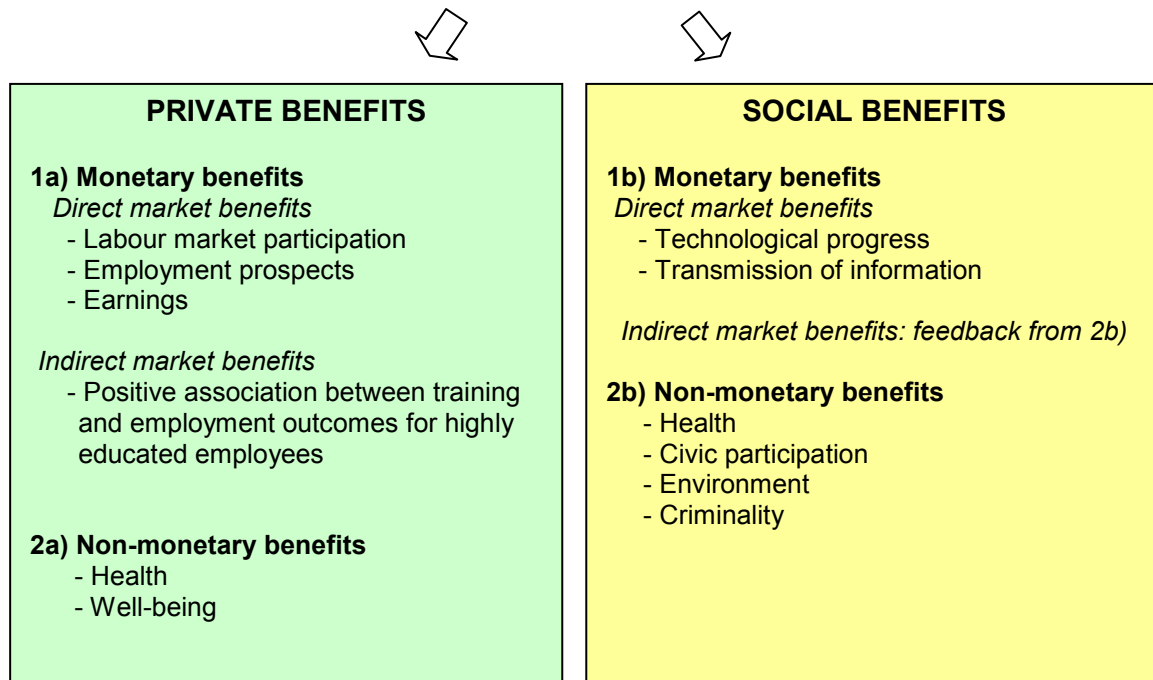 PRIVATE BENEFITS
1a) Monetary benefits
Direct market benefits
- Labour market participation
- Employment prospects
- Earnings
Indirect market benefits
- Positive association between training
and employment outcomes for highly
educated employees
2a) Non-monetary benefits
- Health
- Well-being
SOCIAL BENEFITS
1b) Monetary benefits
Direct market benefits
- Technological progress
- Transmission of information
Indirect market benefits: feedback from 2b)
2b) Non-monetary benefits
- Health
- Civic participation
- Environment
- Criminality